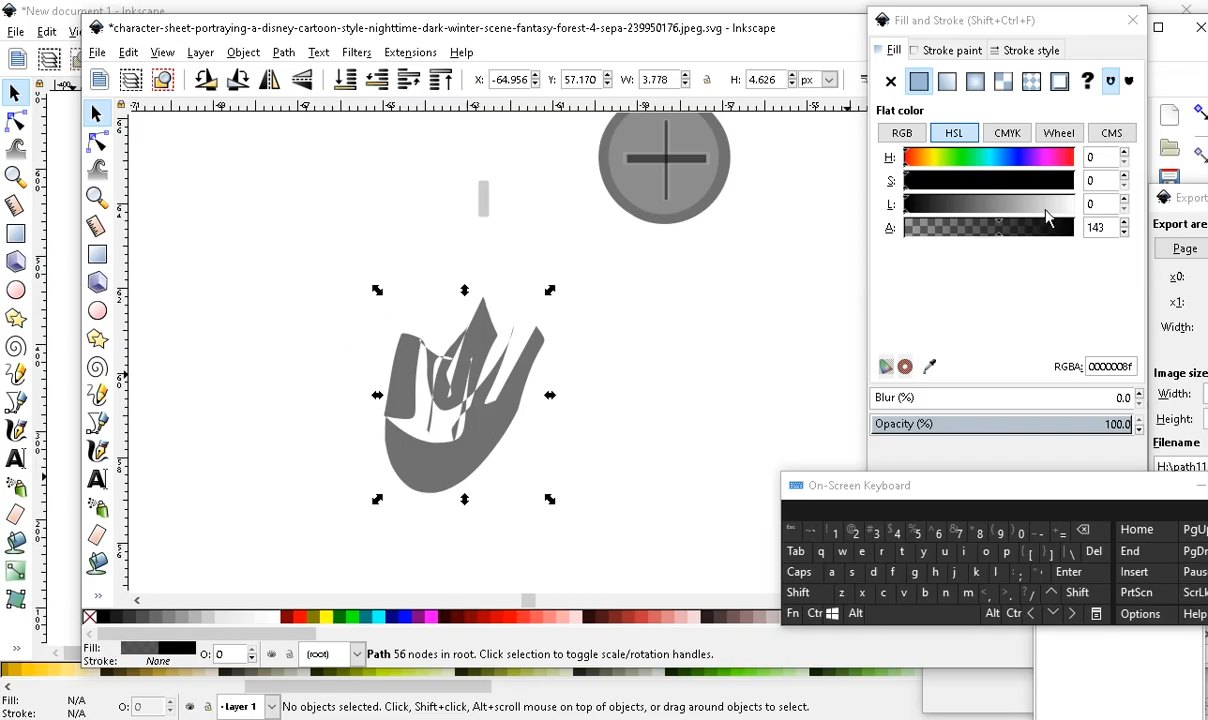 *New document 1 - Inkscape
*character-sheet-portraying-a-disney-cartoon-style-nighttime-dark-winter-scene-fantasy-forest-4-sepa-239950176.jpeg.svg - Inkscape
File Edit
File Edit View Layer Object Path Text Filters Extensions Help
X: -64.956 Y: 57.170 W: 3.778 H: 4.626 px
Fill and Stroke (Shift+Ctrl+F)
Fill Stroke paint Stroke style
Flat color
RGB HSL CMYK Wheel CMS
H: 0
S: 0
L: 0
A: 143
RGBA: 0000008f
Blur (%) 0.0
Opacity (%) 100.0
Export
Export area
Page
x0:
x1:
Width:
Image size
Width:
Height:
Filename
H:\path11
On-Screen Keyboard
Esc ~` !1 @2 #3 $4 %5 ^6 &7 *8 (9 )0 _- +=
Home PgUp
Tab q w e r t y u i o p {[ }] |\ Del
End PgDn
Caps a s d f g h j k l :; "' Enter
Insert Pause
Shift z x c v b n m <, >. ?/ Shift
PrtScn ScrLk
Fn Ctr Alt Alt Ctr
Options Help
Fill:
Stroke: None
O: 0
(root)
Path 56 nodes in root. Click selection to toggle scale/rotation handles.
Fill: N/A
Stroke: N/A
O: 0
Layer 1
No objects selected. Click, Shift+click, Alt+scroll mouse on top of objects, or drag around objects to select.